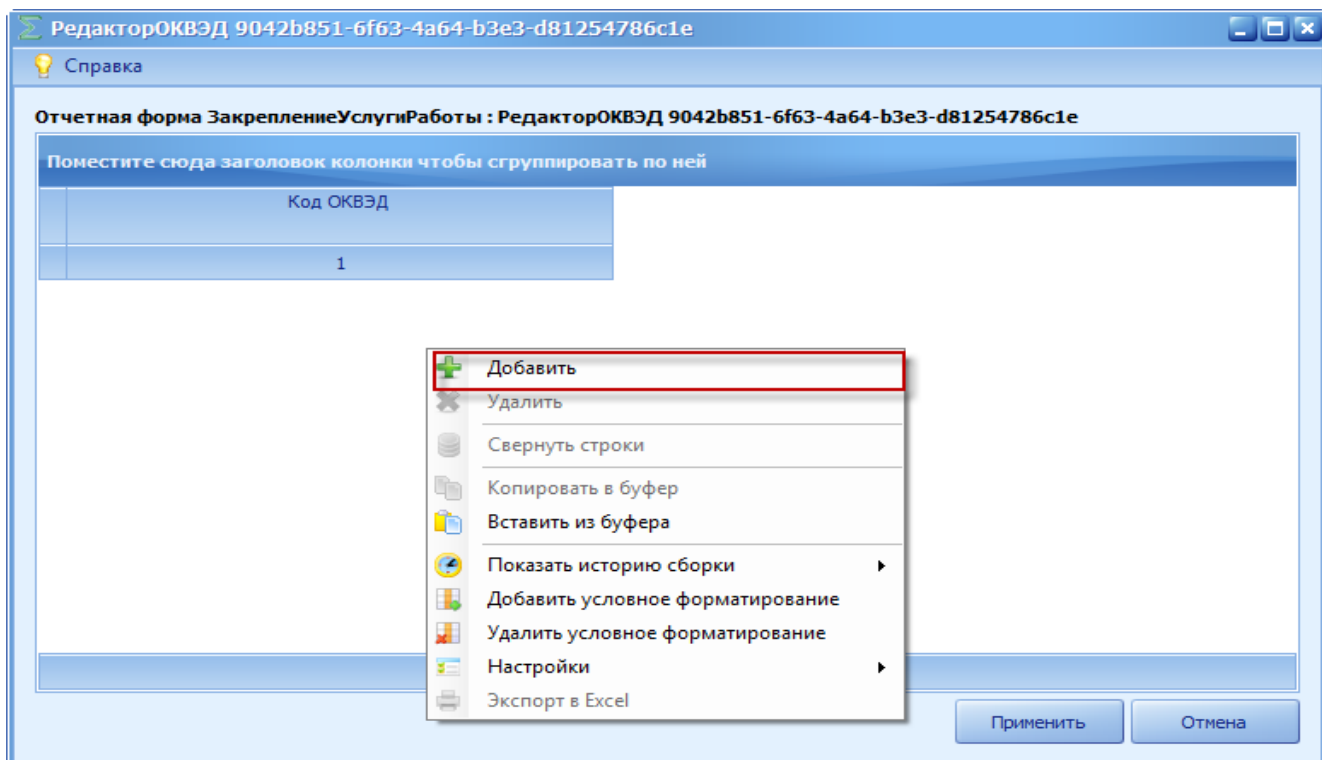 РедакторОКВЭД 9042b851-6f63-4a64-b3e3-d81254786c1e
Справка
Отчетная форма ЗакреплениеУслугиРаботы : РедакторОКВЭД 9042b851-6f63-4a64-b3e3-d81254786c1e
Поместите сюда заголовок колонки чтобы сгруппировать по ней
Код ОКВЭД
1
Добавить
Удалить
Свернуть строки
Копировать в буфер
Вставить из буфера
Показать историю сборки
Добавить условное форматирование
Удалить условное форматирование
Настройки
Экспорт в Excel
Применить
Отмена